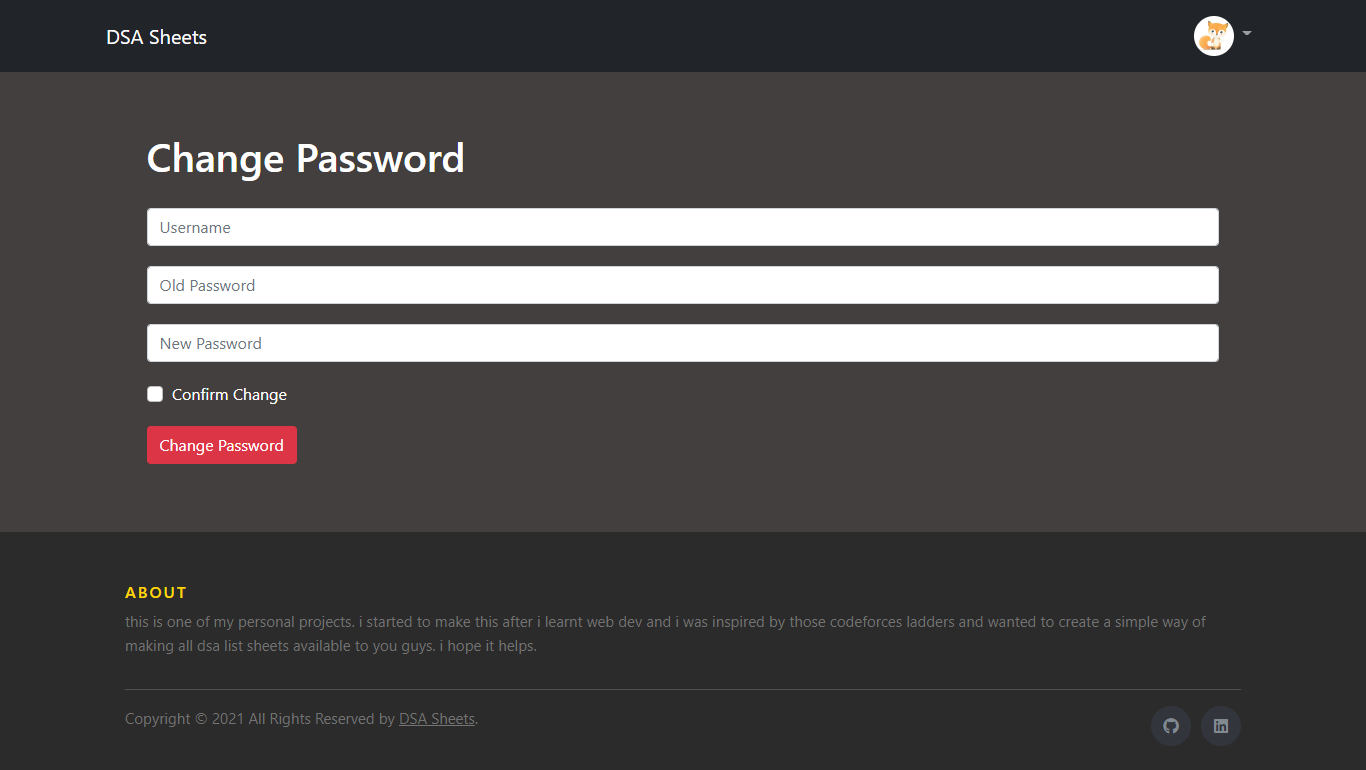 DSA Sheets
Change Password
Username
Old Password
New Password
Confirm Change
Change Password
ABOUT
this is one of my personal projects. i started to make this after i learnt web dev and i was inspired by those codeforces ladders and wanted to create a simple way of
making all dsa list sheets available to you guys. i hope it helps.
Copyright © 2021 All Rights Reserved by DSA Sheets.